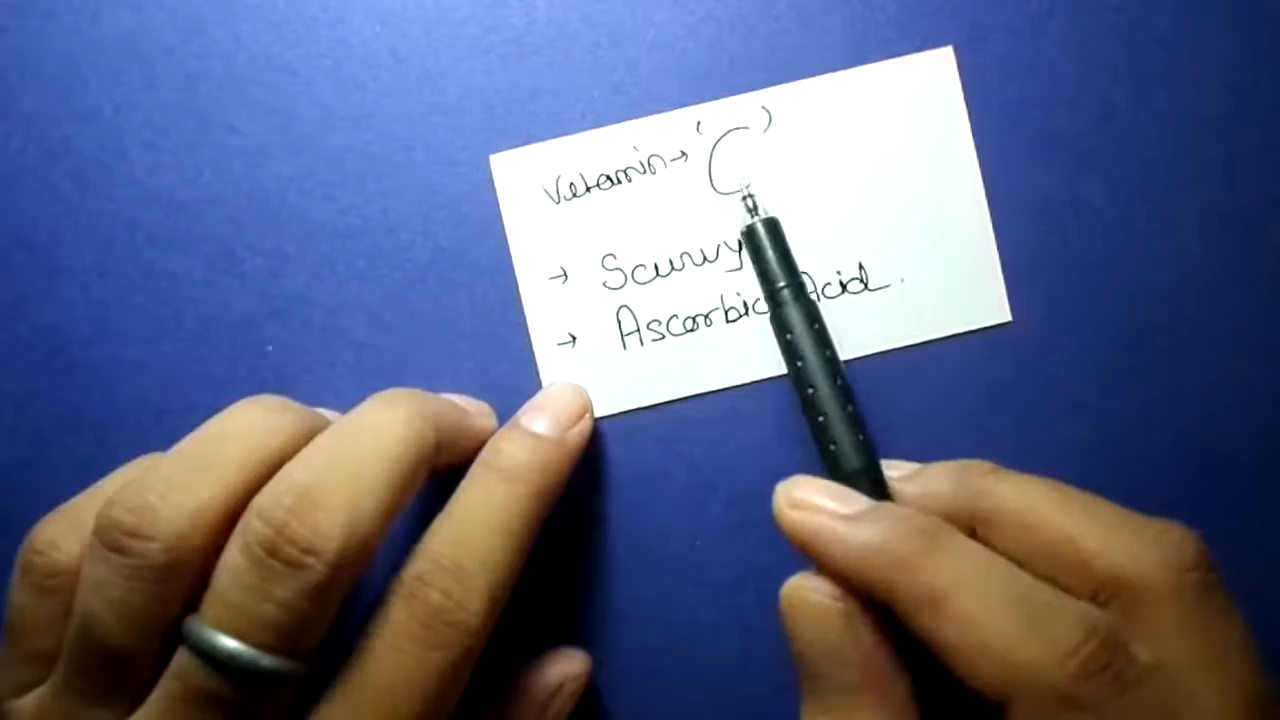 Vitamin → 'C'
→ Scurvy
→ Ascorbic Acid.